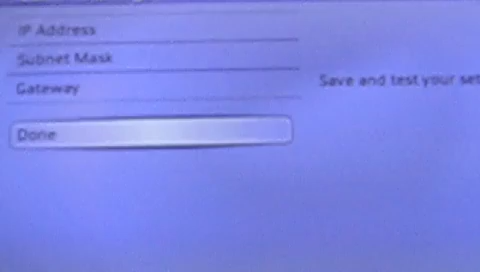 IP Address
Subnet Mask
Gateway
Save and test your set
Done